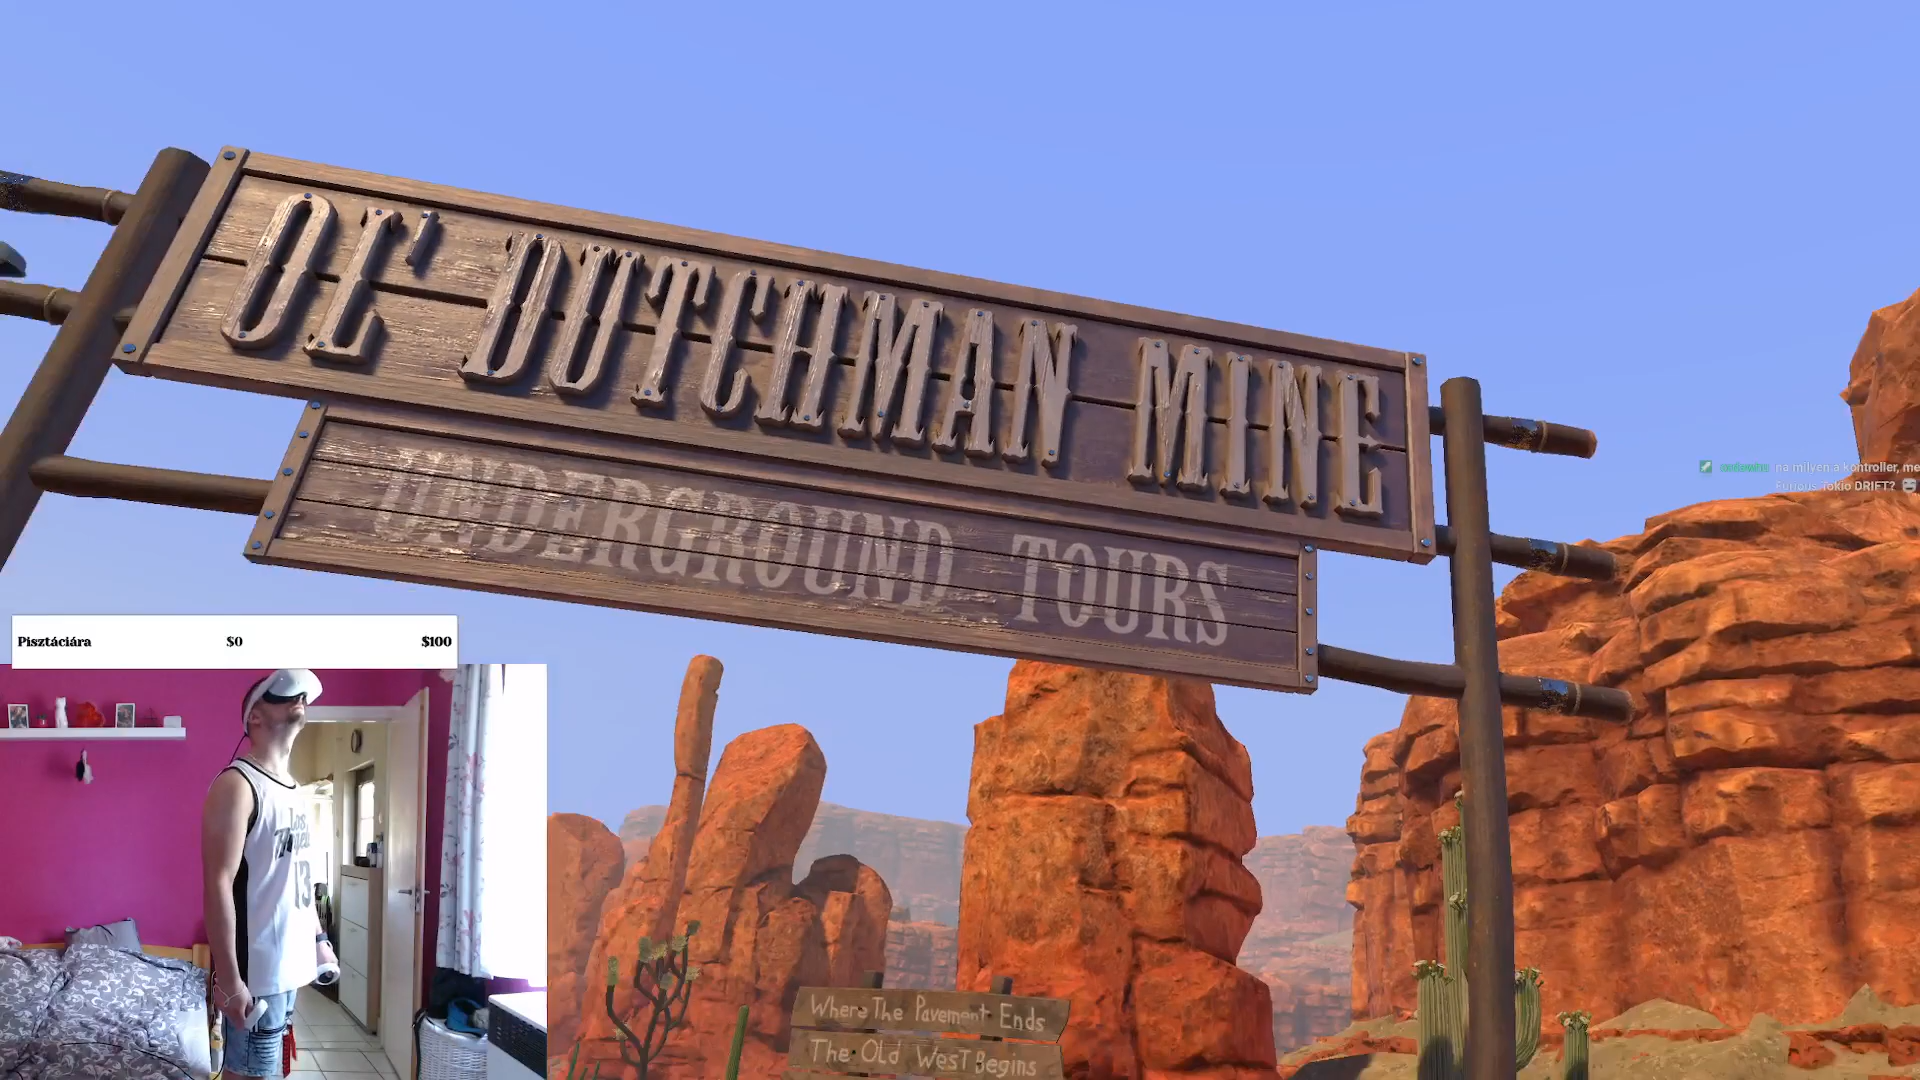 OL' DUTCHMAN MINE
UNDERGROUND TOURS
na milyen a kontroller, me
Furious Tokio DRIFT?
Pisztáciára $0 $100
Los
13
Where The Pavement Ends
The Old West Begins